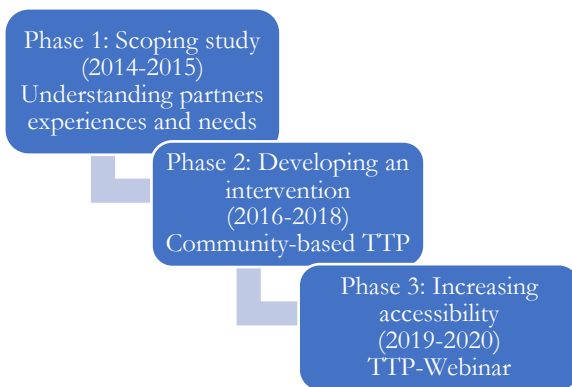 Phase 1: Scoping study
(2014-2015)
Understanding partners
experiences and needs
Phase 2: Developing an
intervention
(2016-2018)
Community-based TTP
Phase 3: Increasing
accessibility
(2019-2020)
TTP-Webinar